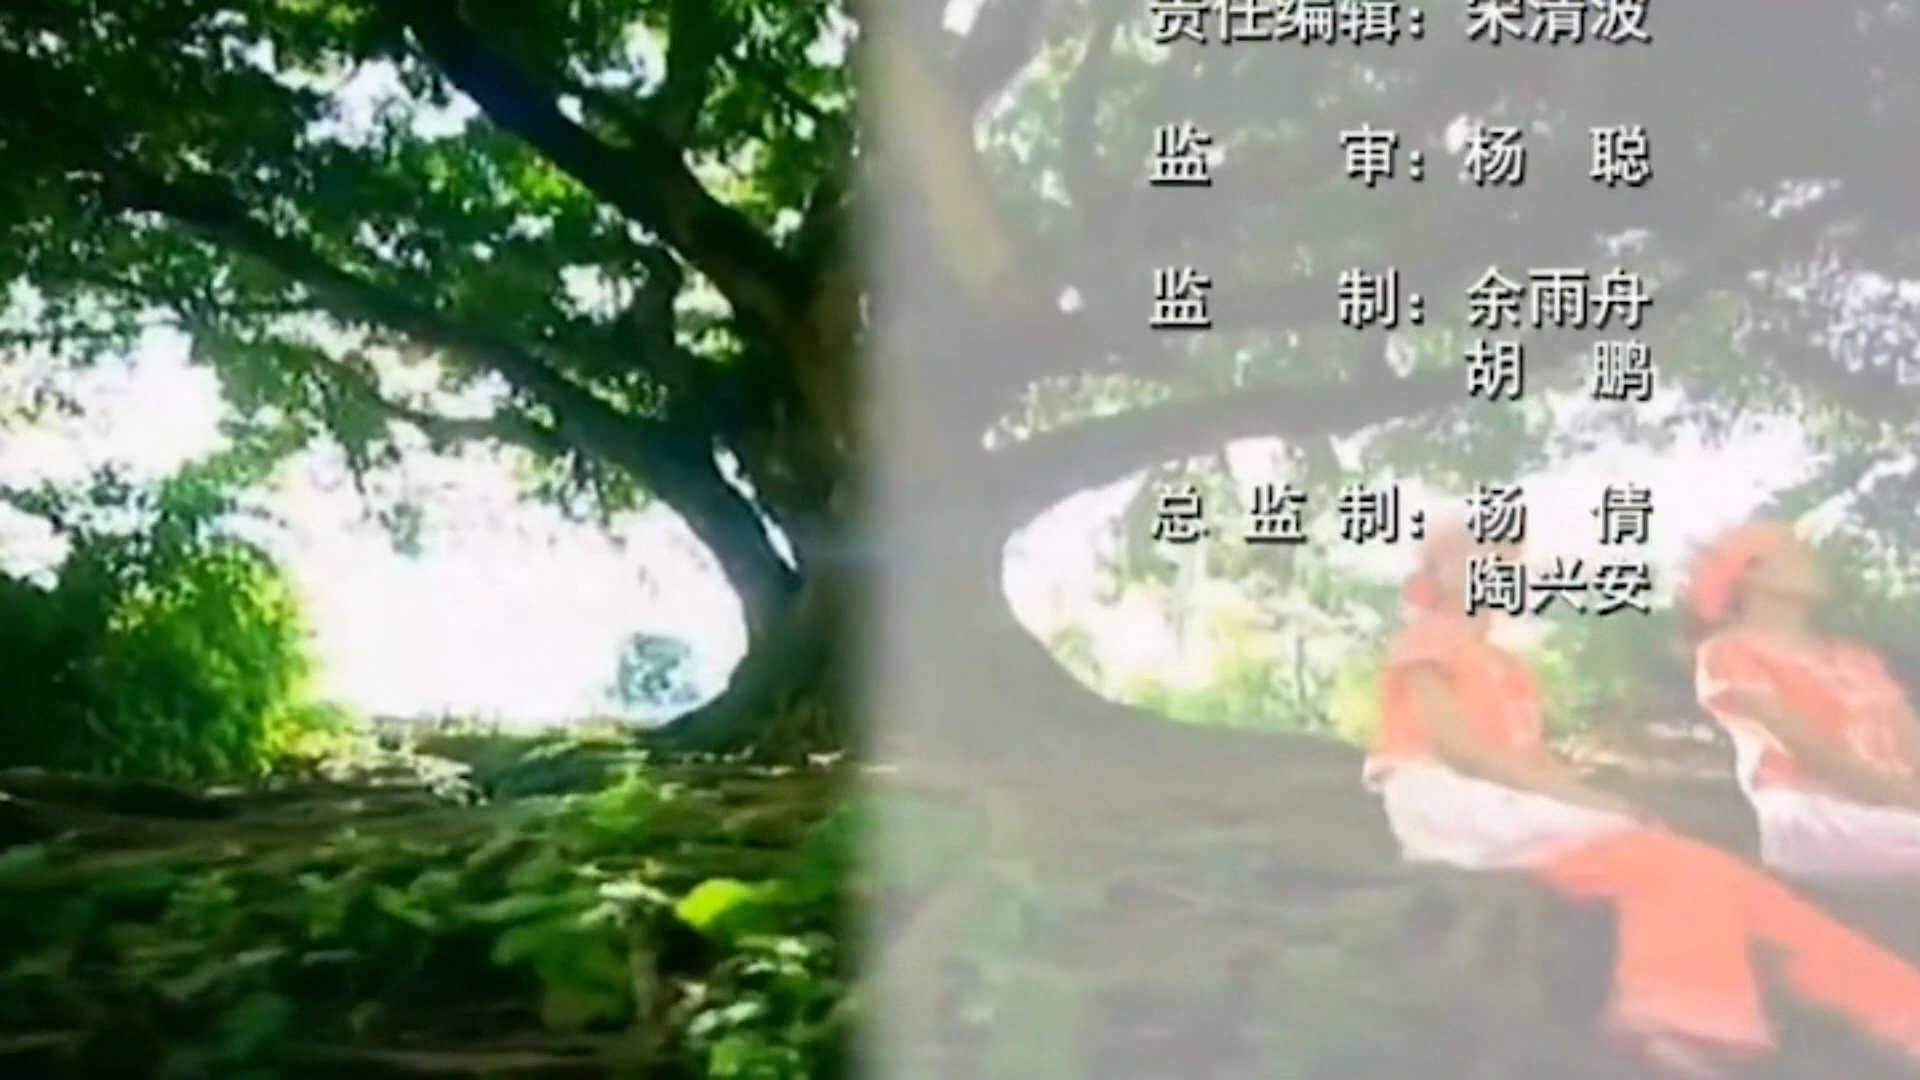 责任编辑：宋清波
监 审：杨 聪
监 制：余雨舟
胡 鹏
总 监 制：杨 倩
陶兴安